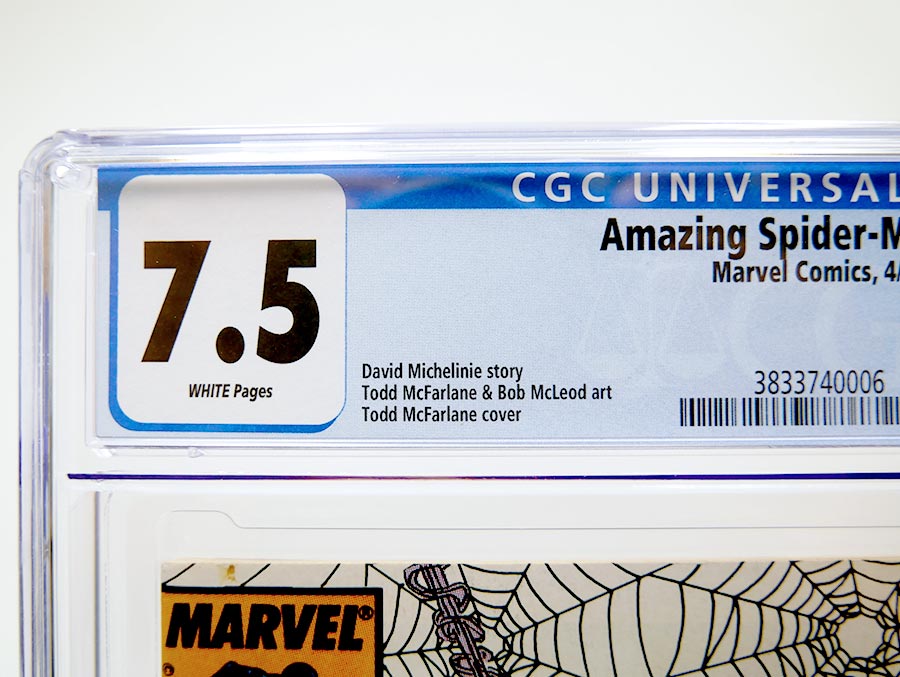 CGC UNIVERSAL
7.5
WHITE Pages
Amazing Spider-M
Marvel Comics, 4/
David Michelinie story
Todd McFarlane & Bob McLeod art
Todd McFarlane cover
3833740006
MARVEL®